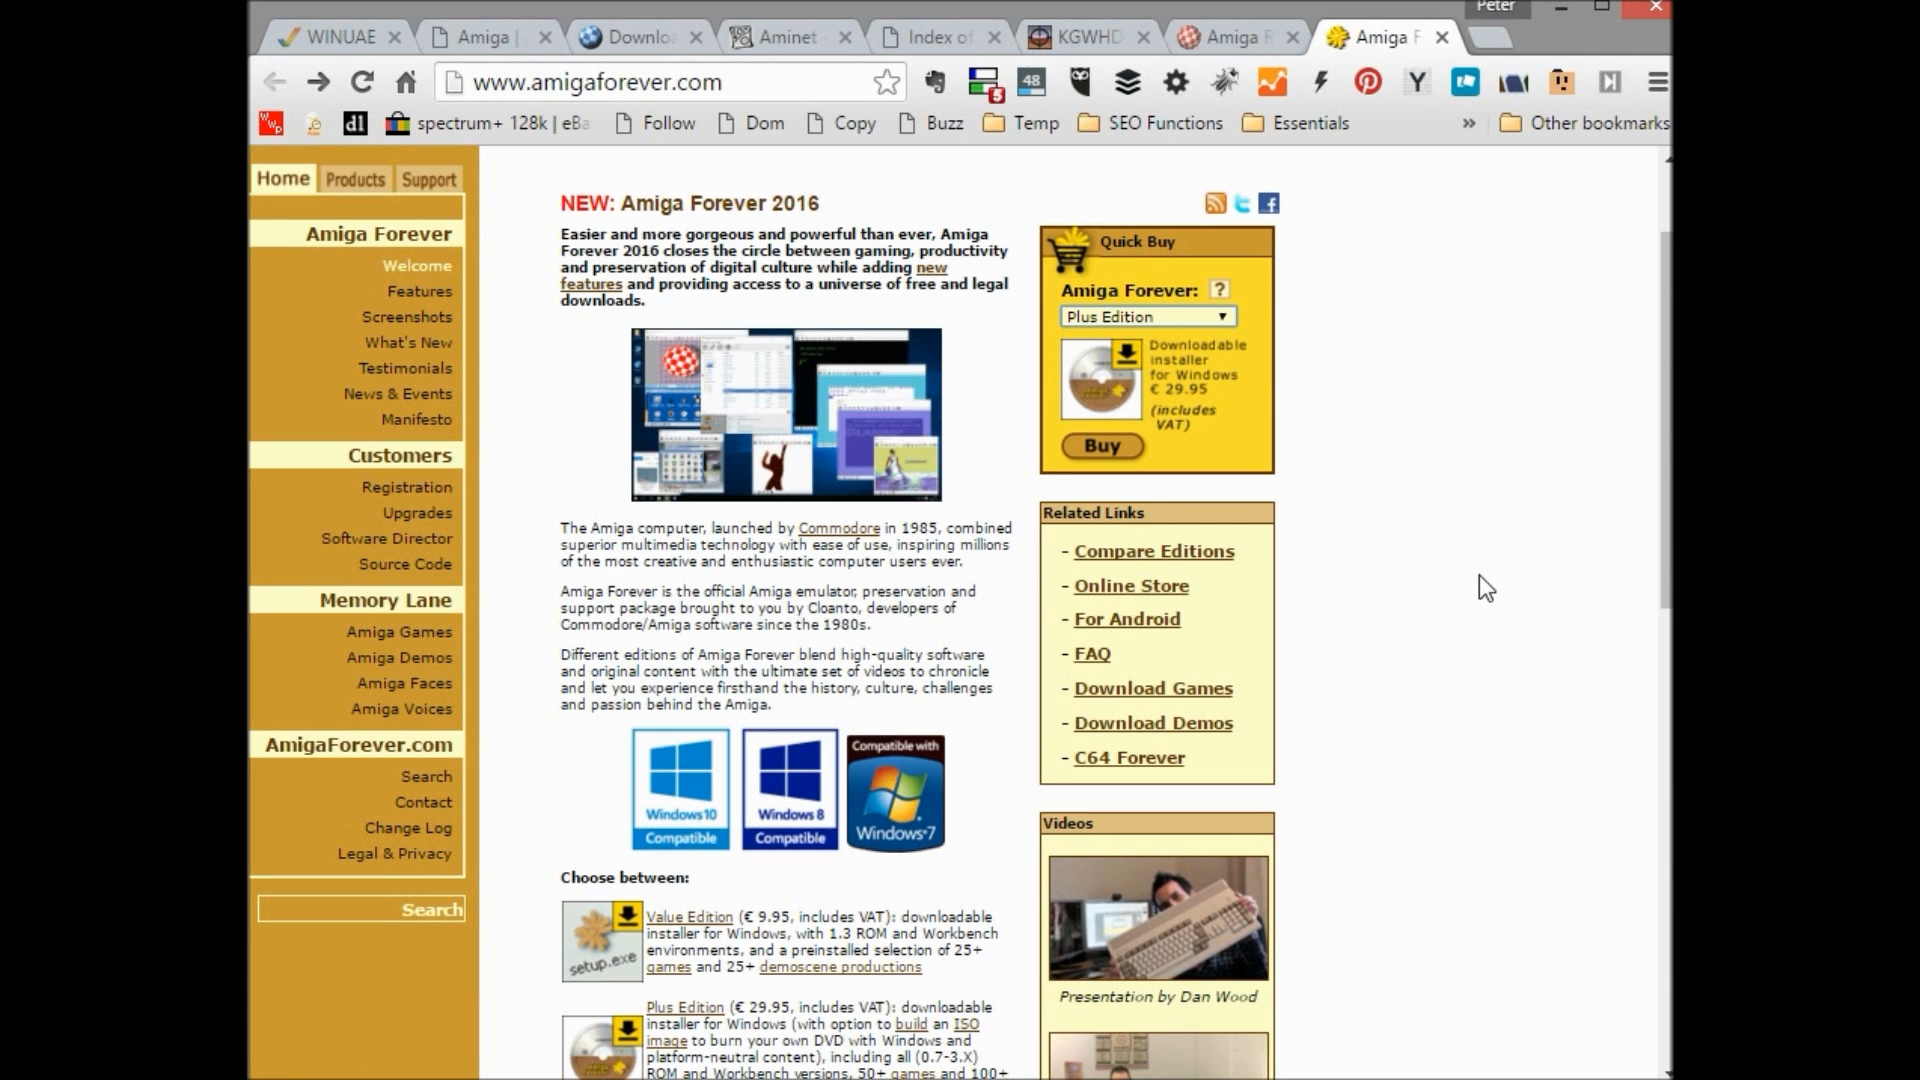 Peter
WINUAE
Amiga |
Downloa
Aminet
Index of
KGWHD
Amiga
Amiga F
www.amigaforever.com
48
5
Y
WWP
dl
spectrum+ 128k | eBa
Follow
Dom
Copy
Buzz
Temp
SEO Functions
Essentials
»
Other bookmarks
Home
Products
Support
Amiga Forever
Welcome
Features
Screenshots
What's New
Testimonials
News & Events
Manifesto
Customers
Registration
Upgrades
Software Director
Source Code
Memory Lane
Amiga Games
Amiga Demos
Amiga Faces
Amiga Voices
AmigaForever.com
Search
Contact
Change Log
Legal & Privacy
Search
NEW: Amiga Forever 2016
Easier and more gorgeous and powerful than ever, Amiga
Forever 2016 closes the circle between gaming, productivity
and preservation of digital culture while adding new
features and providing access to a universe of free and legal
downloads.
The Amiga computer, launched by Commodore in 1985, combined
superior multimedia technology with ease of use, inspiring millions
of the most creative and enthusiastic computer users ever.
Amiga Forever is the official Amiga emulator, preservation and
support package brought to you by Cloanto, developers of
Commodore/Amiga software since the 1980s.
Different editions of Amiga Forever blend high-quality software
and original content with the ultimate set of videos to chronicle
and let you experience firsthand the history, culture, challenges
and passion behind the Amiga.
Windows 10
Compatible
Windows 8
Compatible
Compatible with
Windows 7
Choose between:
setup.exe
Value Edition (€ 9.95, includes VAT): downloadable
installer for Windows, with 1.3 ROM and Workbench
environments, and a preinstalled selection of 25+
games and 25+ demoscene productions
Plus Edition (€ 29.95, includes VAT): downloadable
installer for Windows (with option to build an ISO
image to burn your own DVD with Windows and
platform-neutral content), including all (0.7-3.X)
ROM and Workbench versions, 50+ games and 100+
Quick Buy
Amiga Forever: ?
Plus Edition
Downloadable
installer
for Windows
€ 29.95
(includes
VAT)
Buy
Related Links
- Compare Editions
- Online Store
- For Android
- FAQ
- Download Games
- Download Demos
- C64 Forever
Videos
Presentation by Dan Wood